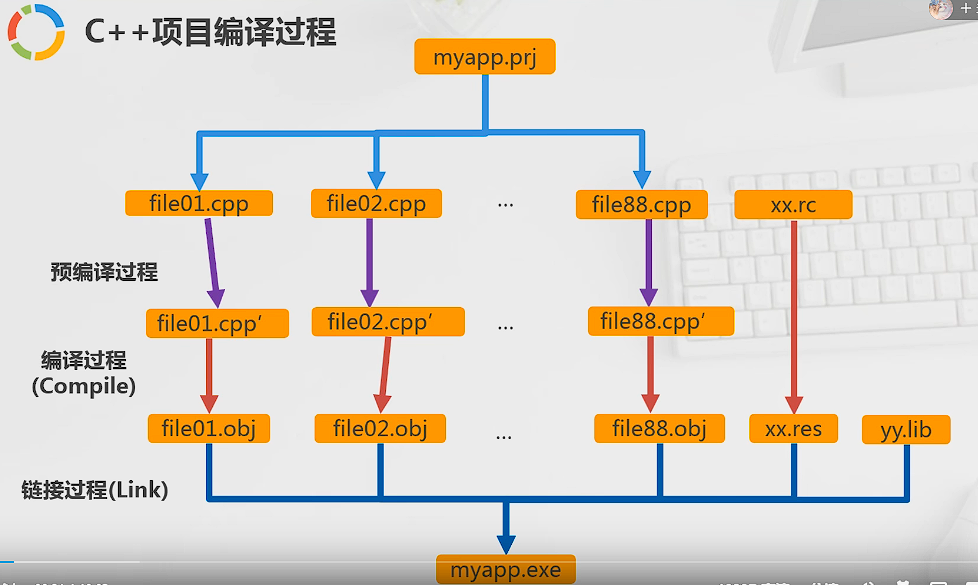 C++项目编译过程
myapp.prj
file01.cpp
file02.cpp
...
file88.cpp
xx.rc
预编译过程
file01.cpp′
file02.cpp′
...
file88.cpp′
编译过程
(Compile)
file01.obj
file02.obj
...
file88.obj
xx.res
yy.lib
链接过程(Link)
myapp.exe